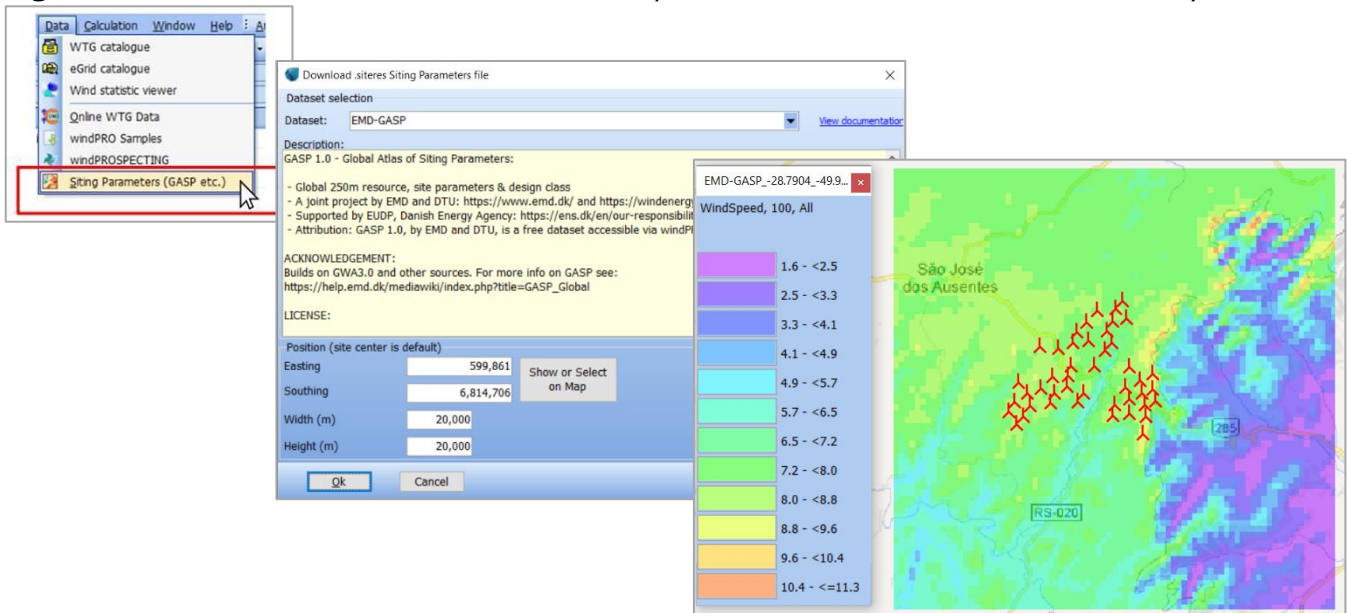 Data Calculation Window Help
WTG catalogue
eGrid catalogue
Wind statistic viewer
Online WTG Data
windPRO Samples
windPROSPECTING
Siting Parameters (GASP etc.)
Download .siteres Siting Parameters file
Dataset selection
Dataset: EMD-GASP View documentation
Description:
GASP 1.0 - Global Atlas of Siting Parameters:
- Global 250m resource, site parameters & design class
- A joint project by EMD and DTU: https://www.emd.dk/ and https://windenerg
- Supported by EUDP, Danish Energy Agency: https://ens.dk/en/our-responsibilit
- Attribution: GASP 1.0, by EMD and DTU, is a free dataset accessible via windP
ACKNOWLEDGEMENT:
Builds on GWA3.0 and other sources. For more info on GASP see:
https://help.emd.dk/mediawiki/index.php?title=GASP_Global
LICENSE:
Position (site center is default)
Easting 599,861
Southing 6,814,706
Show or Select
on Map
Width (m) 20,000
Height (m) 20,000
Ok Cancel
EMD-GASP_-28.7904_-49.9...
WindSpeed, 100, All
1.6 - <2.5
2.5 - <3.3
3.3 - <4.1
4.1 - <4.9
4.9 - <5.7
5.7 - <6.5
6.5 - <7.2
7.2 - <8.0
8.0 - <8.8
8.8 - <9.6
9.6 - <10.4
10.4 - <=11.3
São José
dos Ausentes
285
RS-020